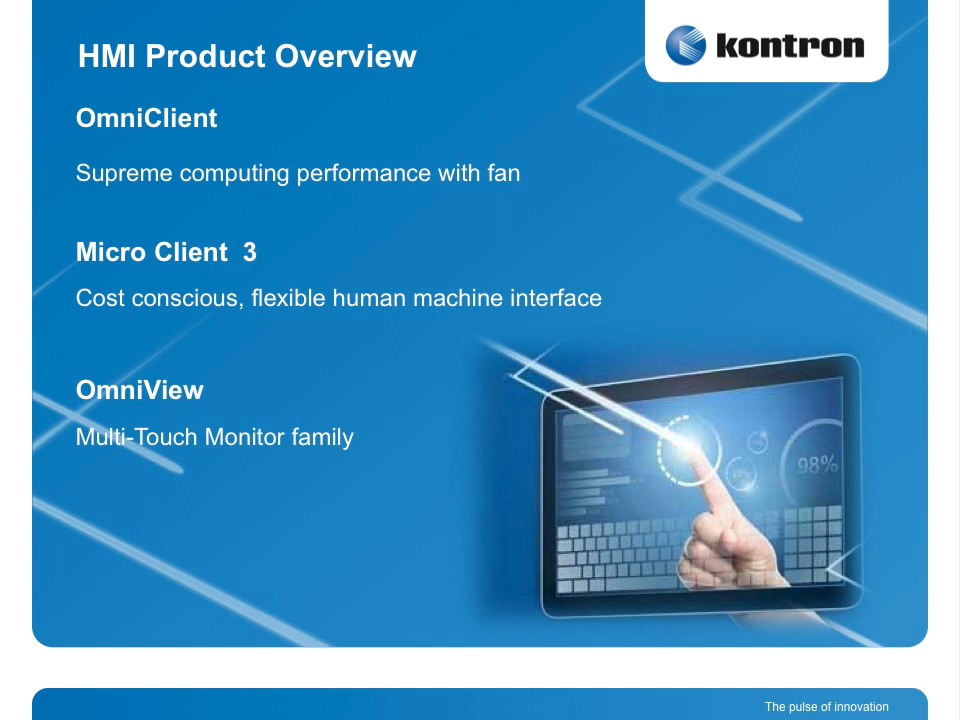 HMI Product Overview
kontron
OmniClient
Supreme computing performance with fan
Micro Client  3
Cost conscious, flexible human machine interface
OmniView
Multi-Touch Monitor family
98%
The pulse of innovation